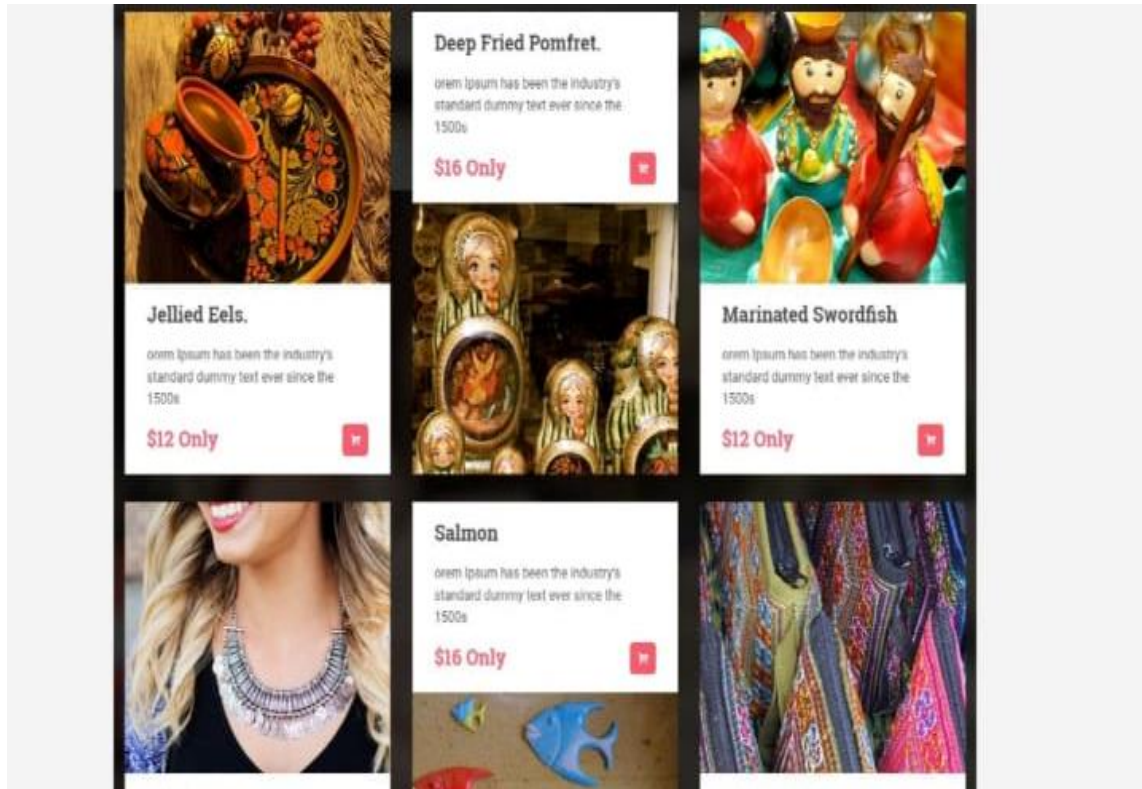 Deep Fried Pomfret.
orem Ipsum has been the industry's
standard dummy text ever since the
1500s
$16 Only
Jellied Eels.
orem Ipsum has been the industry's
standard dummy text ever since the
1500s
$12 Only
Marinated Swordfish
orem Ipsum has been the industry's
standard dummy text ever since the
1500s
$12 Only
Salmon
orem Ipsum has been the industry's
standard dummy text ever since the
1500s
$16 Only